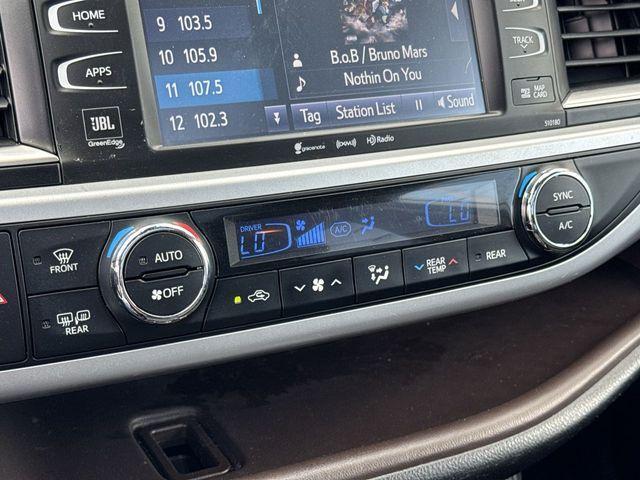 HOME
APPS
JBL
GreenEdge
9 103.5
10 105.9
11 107.5
12 102.3
B.o.B / Bruno Mars
Nothin On You
Tag
Station List
Sound
TRACK
MAP
CARD
510180
gracenote
HD Radio
FRONT
REAR
AUTO
OFF
DRIVER
LO
A/C
LO
REAR
TEMP
REAR
SYNC
A/C